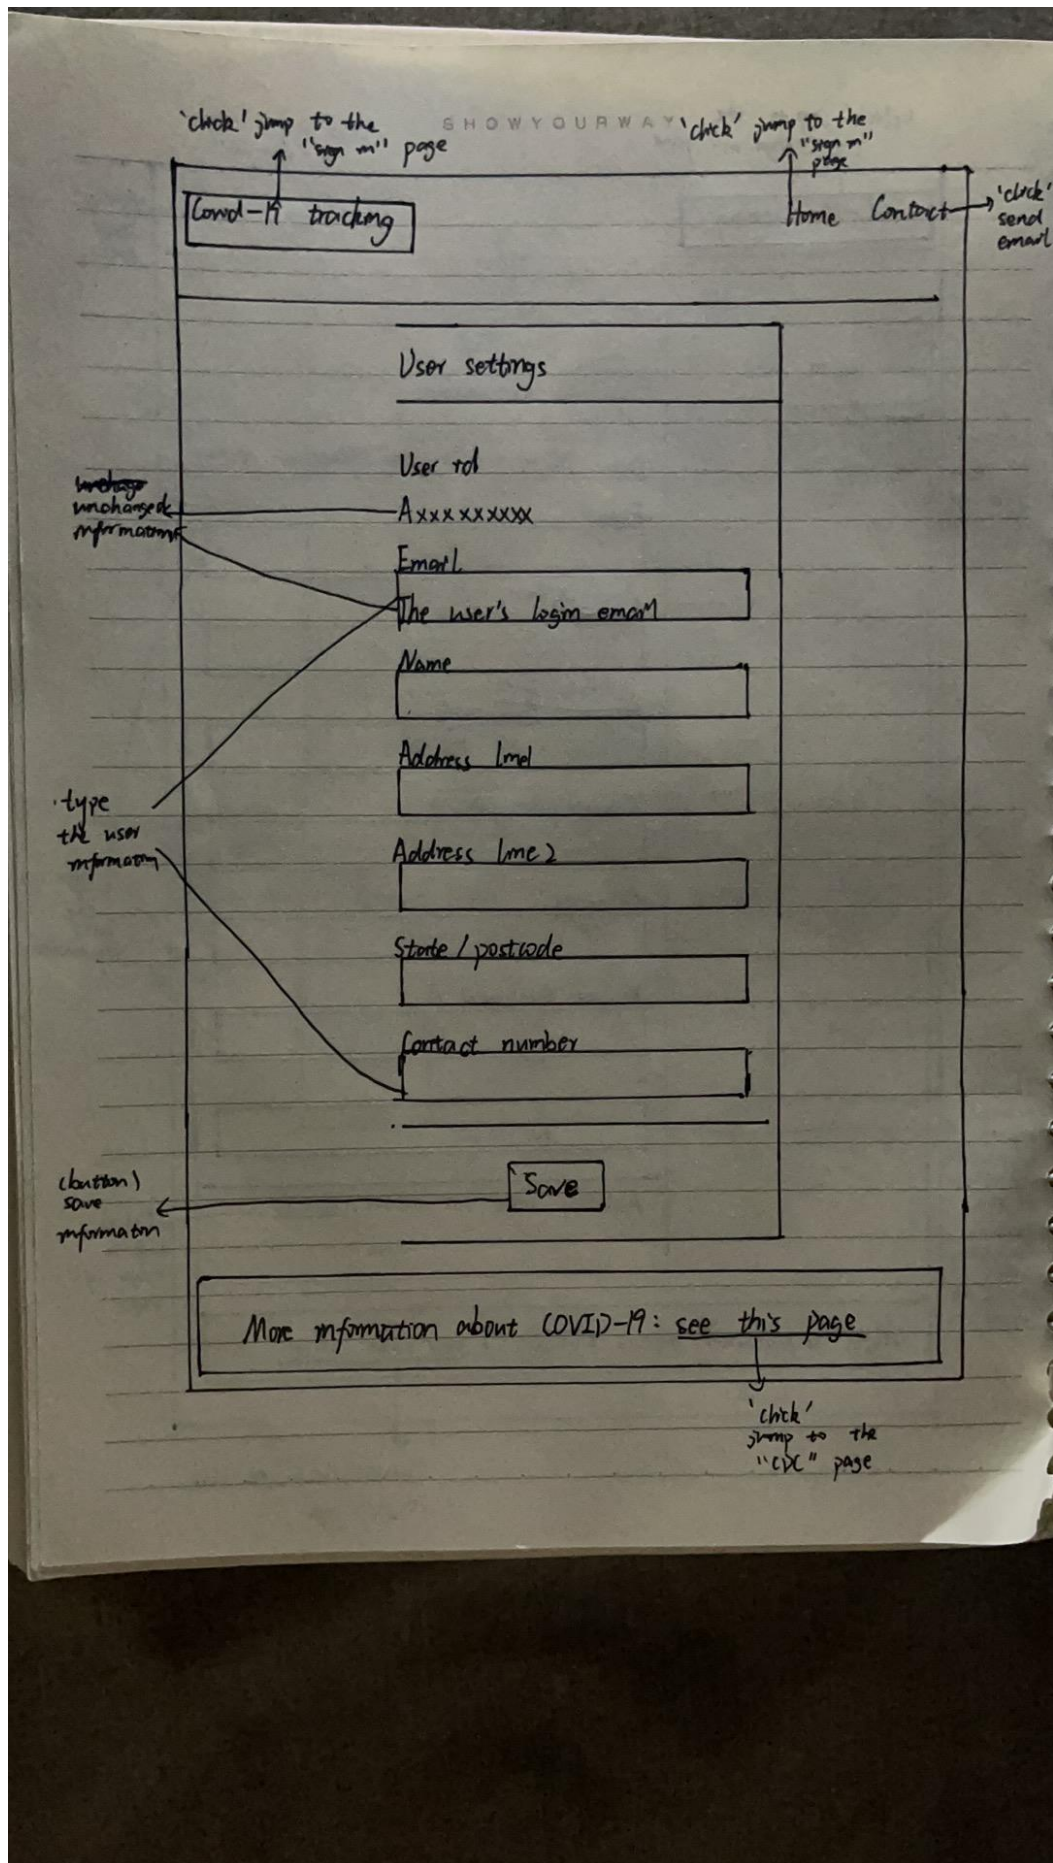 'click' jump to the
"sign in" page
SHOWYOURWAY
'click' jump to the
"sign in"
page
Covid-19 tracking
Home Contact
'click'
send
email
User settings
User id
Axxxxxxxxx
unchanged
information
Email
The user's login email
Name
Address line1
type
the user
information
Address line2
State/postcode
Contact number
(button)
save
information
Save
More information about COVID-19: see this page
'click'
jump to the
"CDC" page